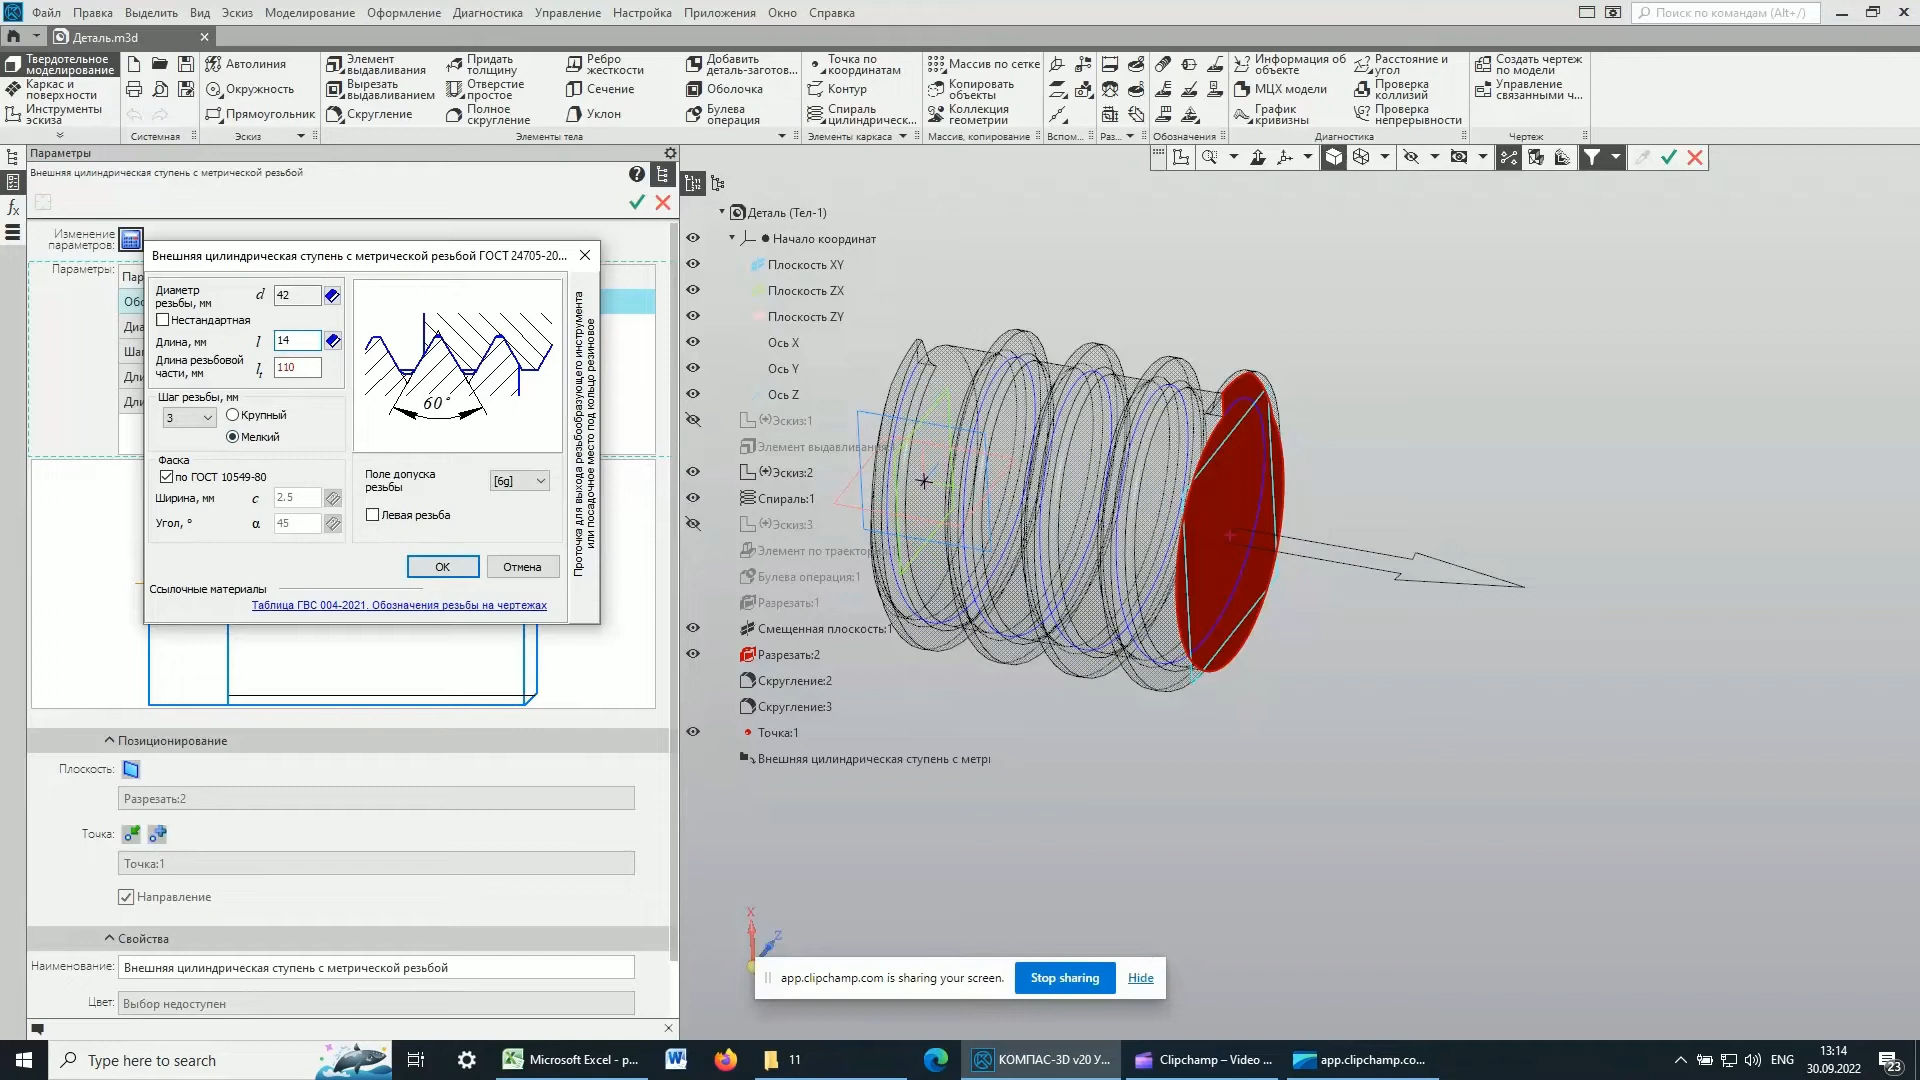 Файл Правка Выделить Вид Эскиз Моделирование Оформление Диагностика Управление Настройка Приложения Окно Справка
Поиск по командам (Alt+/)
Деталь.m3d
Твердотельное моделирование
Каркас и поверхности
Инструменты эскиза
Системная
Автолиния
Окружность
Прямоугольник
Эскиз
Элемент выдавливания
Вырезать выдавливанием
Скругление
Придать толщину
Отверстие простое
Полное скругление
Ребро жесткости
Сечение
Уклон
Добавить деталь-заготов...
Оболочка
Булева операция
Элементы тела
Точка по координатам
Контур
Спираль цилиндрическ...
Элементы каркаса
Массив по сетке
Копировать объекты
Коллекция геометрии
Массив, копирование
Вспом...
Раз...
Обозначения
Информация об объекте
МЦХ модели
График кривизны
Расстояние и угол
Проверка коллизий
Проверка непрерывности
Диагностика
Создать чертеж по модели
Управление связанными ч...
Чертеж
Параметры
Внешняя цилиндрическая ступень с метрической резьбой
Изменение параметров:
Параметры:
Внешняя цилиндрическая ступень с метрической резьбой ГОСТ 24705-20...
Диаметр резьбы, мм d 42
Нестандартная
Длина, мм l 14
Длина резьбовой части, мм lt 110
Шаг резьбы, мм
3
Крупный
Мелкий
Фаска
по ГОСТ 10549-80
Ширина, мм c 2.5
Угол, ° α 45
60°
Поле допуска резьбы [6g]
Левая резьба
OK
Отмена
Ссылочные материалы
Таблица ГВС 004-2021. Обозначения резьбы на чертежах
Проточка для выхода резьбообразующего инструмента
или посадочное место под кольцо резиновое
Позиционирование
Плоскость:
Разрезать:2
Точка:
Точка:1
Направление
Свойства
Наименование: Внешняя цилиндрическая ступень с метрической резьбой
Цвет: Выбор недоступен
Деталь (Тел-1)
Начало координат
Плоскость XY
Плоскость ZX
Плоскость ZY
Ось X
Ось Y
Ось Z
(+)Эскиз:1
Элемент выдавливани
(+)Эскиз:2
Спираль:1
(+)Эскиз:3
Элемент по траектор
Булева операция:1
Разрезать:1
Смещенная плоскость:1
Разрезать:2
Скругление:2
Скругление:3
Точка:1
Внешняя цилиндрическая ступень с метри
X
Z
app.clipchamp.com is sharing your screen.
Stop sharing
Hide
Type here to search
Microsoft Excel - p...
11
КОМПАС-3D v20 У...
Clipchamp – Video ...
app.clipchamp.co...
ENG
13:14
30.09.2022
23